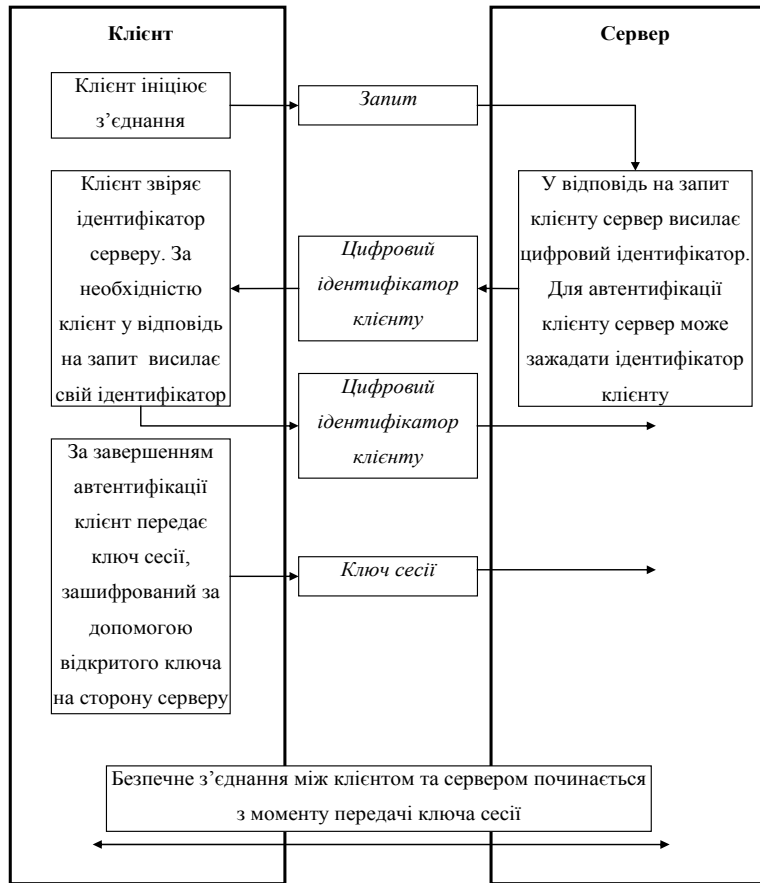 Клієнт
Сервер
Клієнт ініціює
з’єднання
Запит
Клієнт звіряє
ідентифікатор
серверу. За
необхідністю
клієнт у відповідь
на запит висилає
свій ідентифікатор
Цифровий
ідентифікатор
клієнту
У відповідь на запит
клієнту сервер висилає
цифровий ідентифікатор.
Для автентифікації
клієнту сервер може
зажадати ідентифікатор
клієнту
Цифровий
ідентифікатор
клієнту
За завершенням
автентифікації
клієнт передає
ключ сесії,
зашифрований за
допомогою
відкритого ключа
на сторону серверу
Ключ сесії
Безпечне з’єднання між клієнтом та сервером починається
з моменту передачі ключа сесії